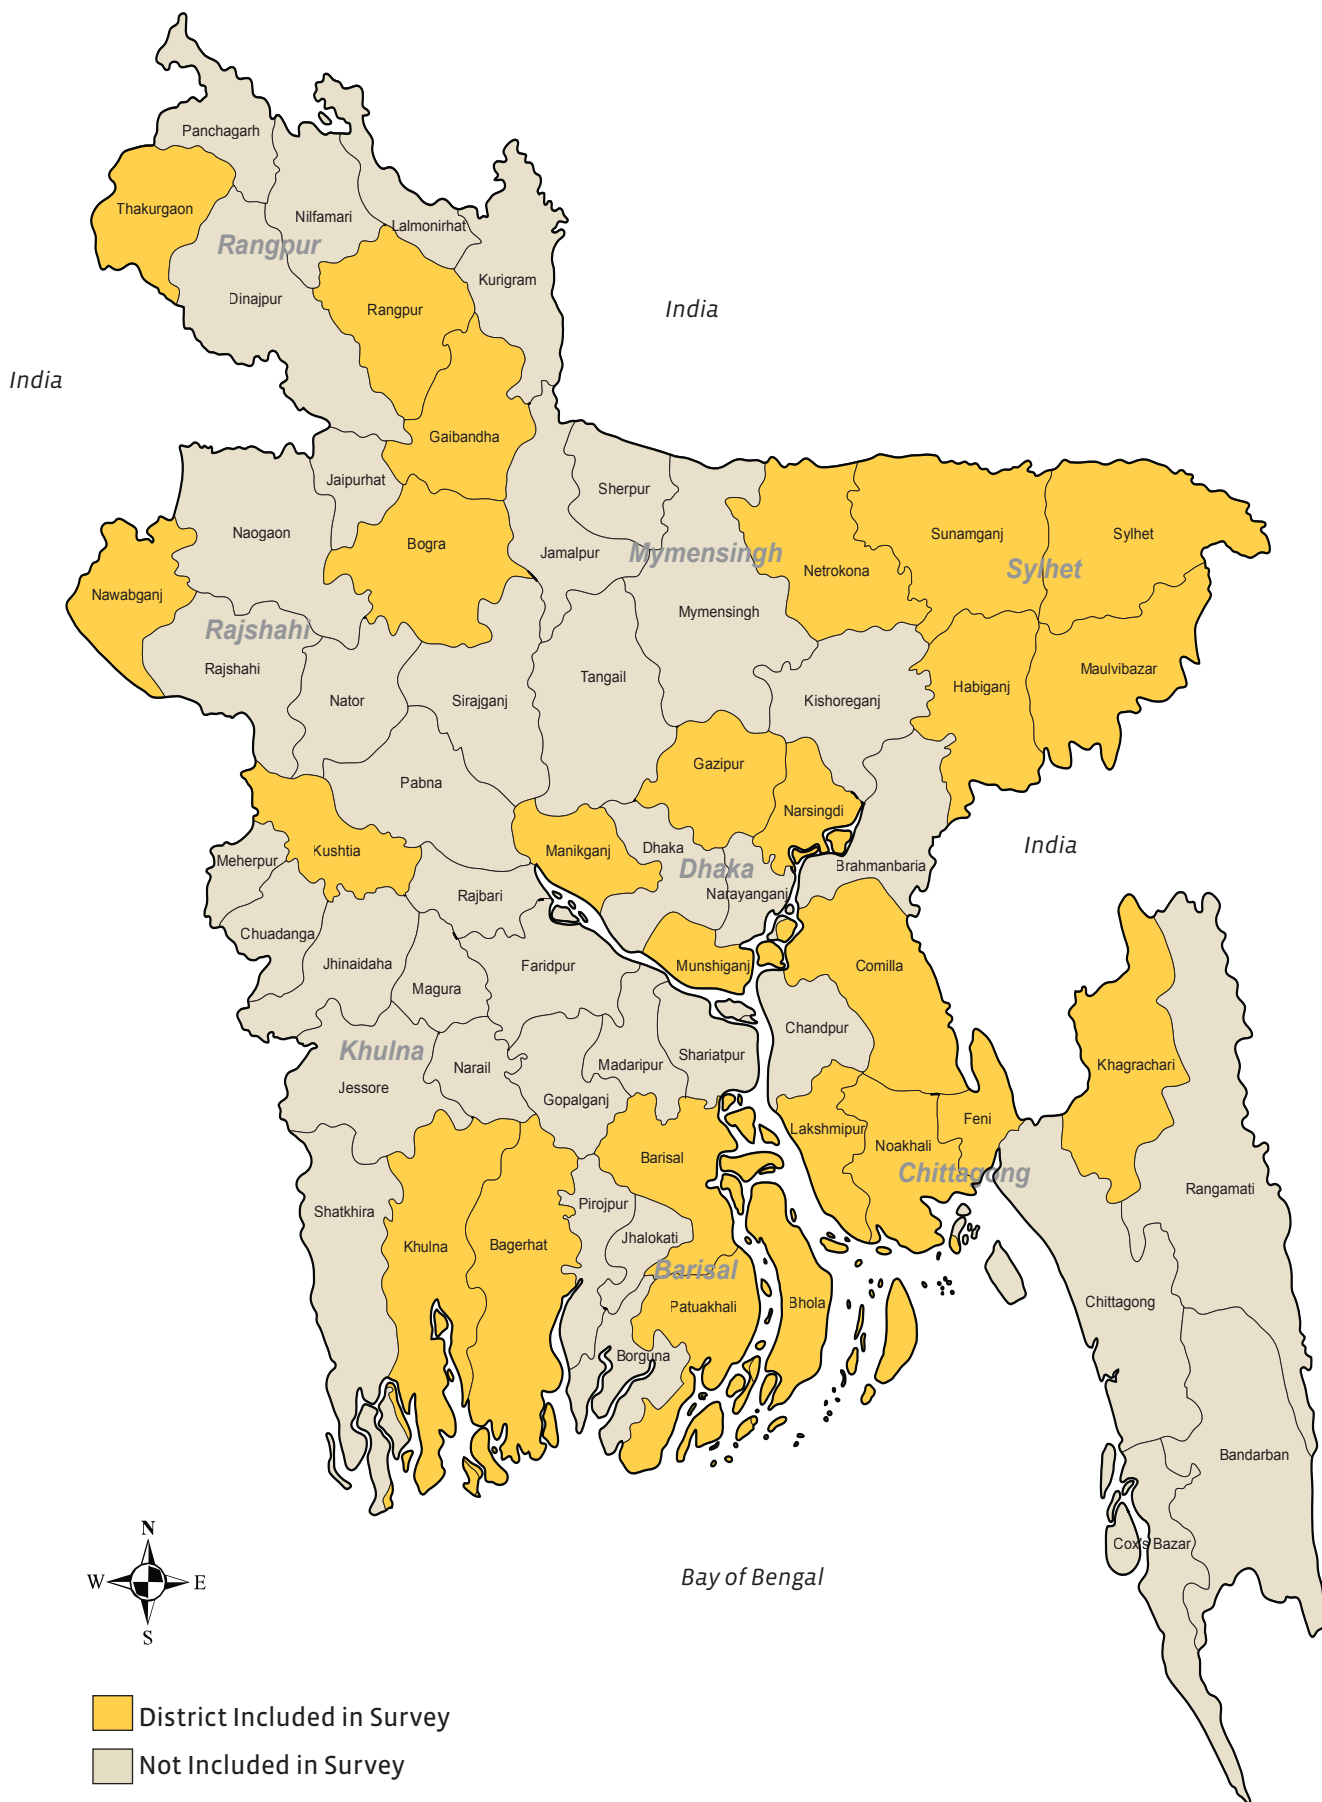 Panchagarh
Thakurgaon
Nilfamari
Lalmonirhat
Rangpur
Kurigram
Dinajpur
Rangpur
India
India
Gaibandha
Jaipurhat
Sherpur
Naogaon
Bogra
Jamalpur
Mymensingh
Netrokona
Sunamganj
Sylhet
Sylhet
Nawabganj
Mymensingh
Rajshahi
Rajshahi
Tangail
Maulvibazar
Nator
Sirajganj
Kishoreganj
Habiganj
Gazipur
Pabna
Narsingdi
India
Meherpur
Kushtia
Manikganj
Dhaka
Dhaka
Brahmanbaria
Rajbari
Narayanganj
Chuadanga
Jhinaidaha
Faridpur
Munshiganj
Comilla
Magura
Chandpur
Khulna
Shariatpur
Narail
Madaripur
Khagrachari
Jessore
Gopalganj
Lakshmipur
Feni
Noakhali
Barisal
Chittagong
Rangamati
Shatkhira
Pirojpur
Jhalokati
Khulna
Bagerhat
Barisal
Patuakhali
Bhola
Chittagong
Borguna
Bandarban
Cox's Bazar
Bay of Bengal
N
W
E
S
District Included in Survey
Not Included in Survey